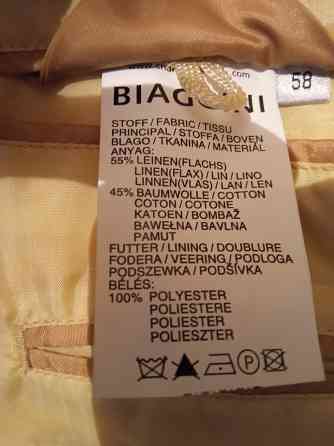 58
BIAGGINI
STOFF / FABRIC / TISSU
PRINCIPAL / STOFFA / BOVEN
BLAGO / TKANINA / MATERIÁL
ANYAG:
55% LEINEN(FLACHS)
LINEN(FLAX) / LIN / LINO
LINNEN(VLAS) / LAN / LEN
45% BAUMWOLLE / COTTON
COTON / COTONE
KATOEN / BOMBAŽ
BAWEŁNA / BAVLNA
PAMUT
FUTTER / LINING / DOUBLURE
FODERA / VEERING / PODLOGA
PODSZEWKA / PODŠÍVKA
BÉLÉS:
100% POLYESTER
POLIESTERE
POLIESTER
POLIESZTER
P